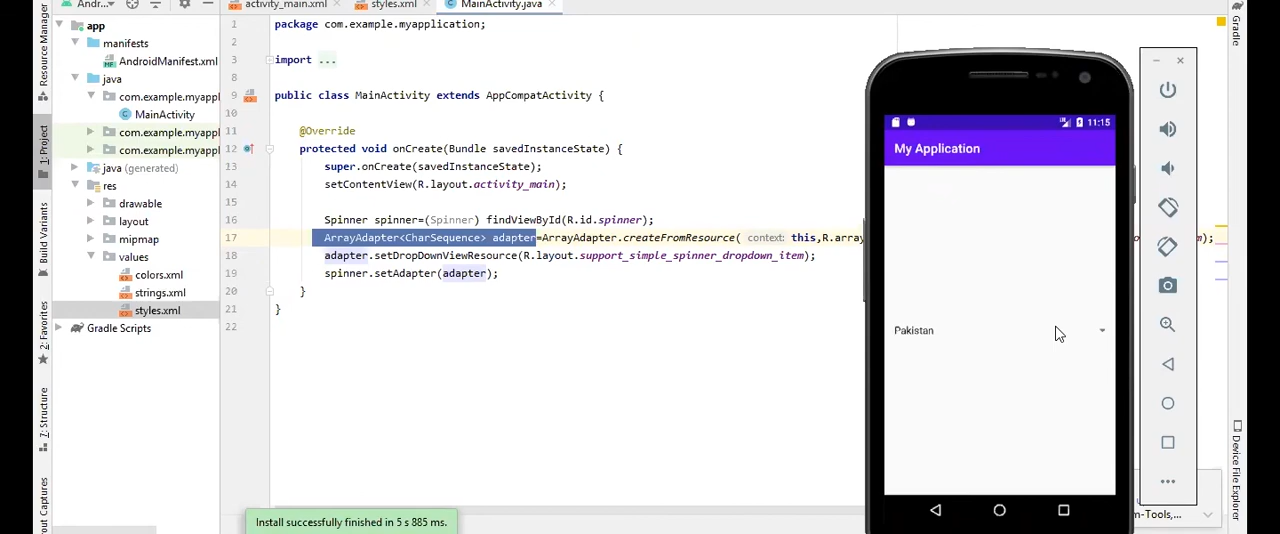 Andr...
activity_main.xml
styles.xml
MainActivity.java
Resource Manager
1: Project
Build Variants
2: Favorites
7: Structure
yout Captures
app
manifests
AndroidManifest.xml
java
com.example.myappl
MainActivity
com.example.myappl
com.example.myappl
java (generated)
res
drawable
layout
mipmap
values
colors.xml
strings.xml
styles.xml
Gradle Scripts
1 package com.example.myapplication;
2
3 import ...
8
9 public class MainActivity extends AppCompatActivity {
10
11 @Override
12 protected void onCreate(Bundle savedInstanceState) {
13 super.onCreate(savedInstanceState);
14 setContentView(R.layout.activity_main);
15
16 Spinner spinner=(Spinner) findViewById(R.id.spinner);
17 ArrayAdapter<CharSequence> adapter=ArrayAdapter.createFromResource( context: this,R.array
18 adapter.setDropDownViewResource(R.layout.support_simple_spinner_dropdown_item);
19 spinner.setAdapter(adapter);
20 }
21 }
22
Install successfully finished in 5 s 885 ms.
11:15
My Application
Pakistan
);
m-Tools,...
Gradle
Device File Explorer